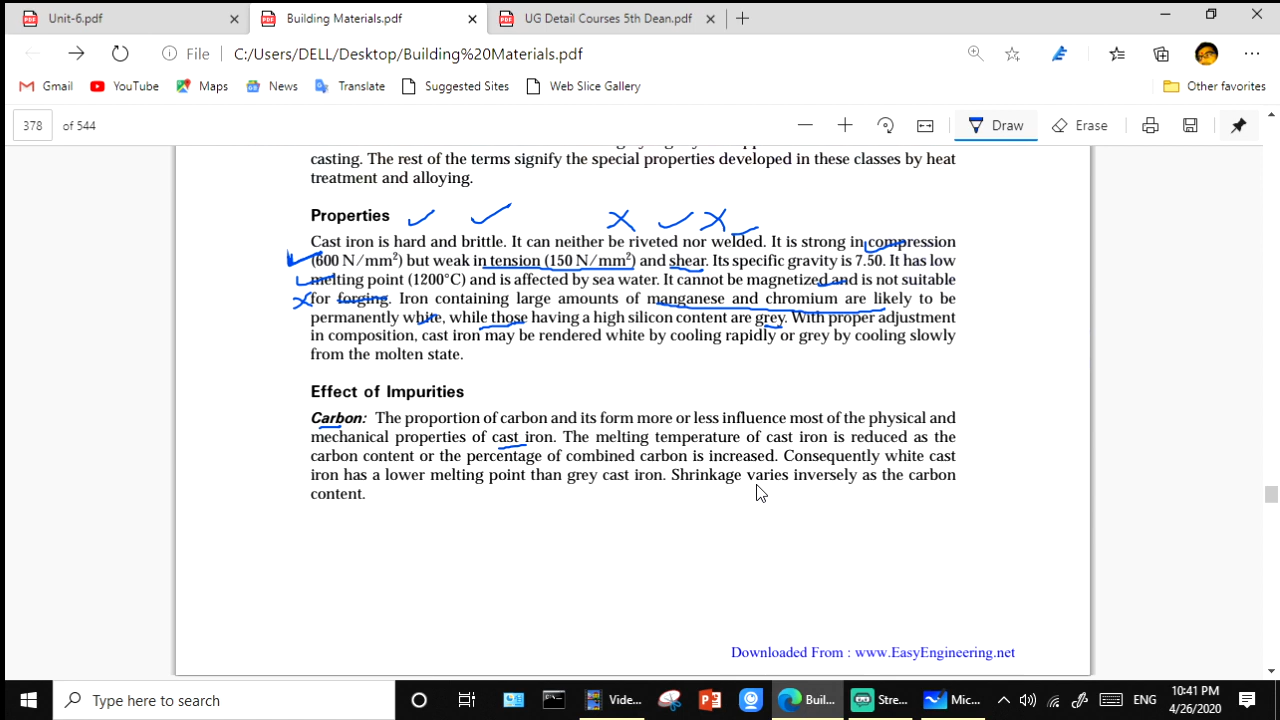 Unit-6.pdf
Building Materials.pdf
UG Detail Courses 5th Dean.pdf
File C:/Users/DELL/Desktop/Building%20Materials.pdf
Gmail YouTube Maps News Translate Suggested Sites Web Slice Gallery Other favorites
378 of 544 Draw Erase
casting. The rest of the terms signify the special properties developed in these classes by heat
treatment and alloying.
Properties
Cast iron is hard and brittle. It can neither be riveted nor welded. It is strong in compression
(600 N/mm²) but weak in tension (150 N/mm²) and shear. Its specific gravity is 7.50. It has low
melting point (1200°C) and is affected by sea water. It cannot be magnetized and is not suitable
for forging. Iron containing large amounts of manganese and chromium are likely to be
permanently white, while those having a high silicon content are grey. With proper adjustment
in composition, cast iron may be rendered white by cooling rapidly or grey by cooling slowly
from the molten state.
Effect of Impurities
Carbon: The proportion of carbon and its form more or less influence most of the physical and
mechanical properties of cast iron. The melting temperature of cast iron is reduced as the
carbon content or the percentage of combined carbon is increased. Consequently white cast
iron has a lower melting point than grey cast iron. Shrinkage varies inversely as the carbon
content.
Downloaded From : www.EasyEngineering.net
Type here to search Vide... Buil... Stre... Mic... ENG 10:41 PM
4/26/2020